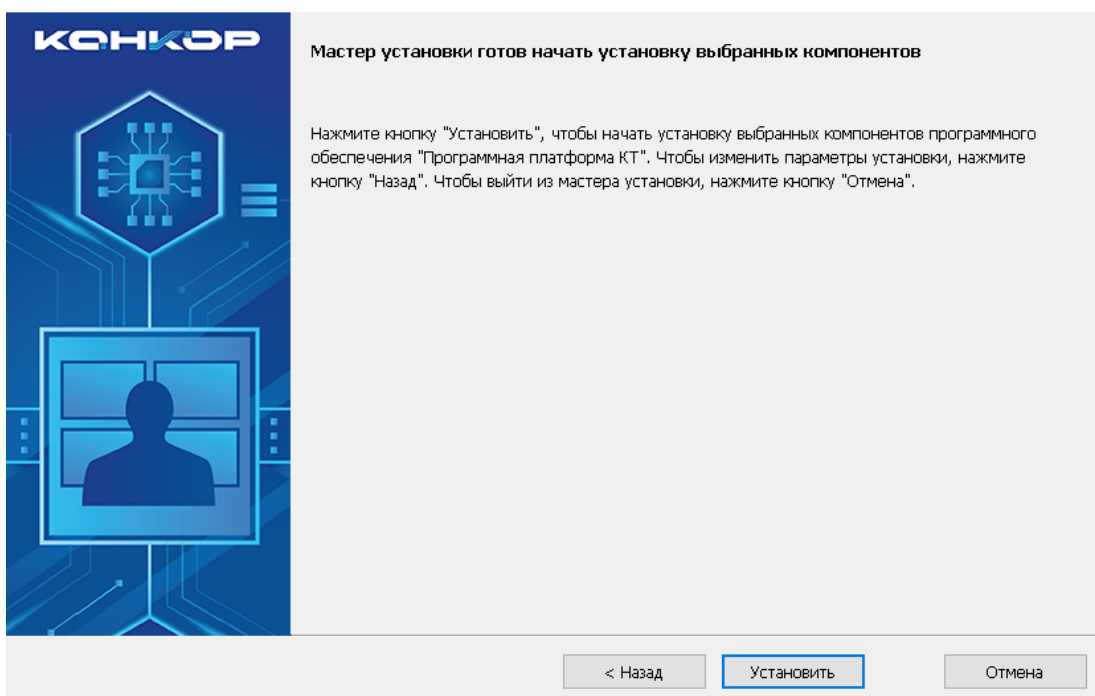 КОНКОР
Мастер установки готов начать установку выбранных компонентов
Нажмите кнопку "Установить", чтобы начать установку выбранных компонентов программного
обеспечения "Программная платформа КТ". Чтобы изменить параметры установки, нажмите
кнопку "Назад". Чтобы выйти из мастера установки, нажмите кнопку "Отмена".
< Назад
Установить
Отмена